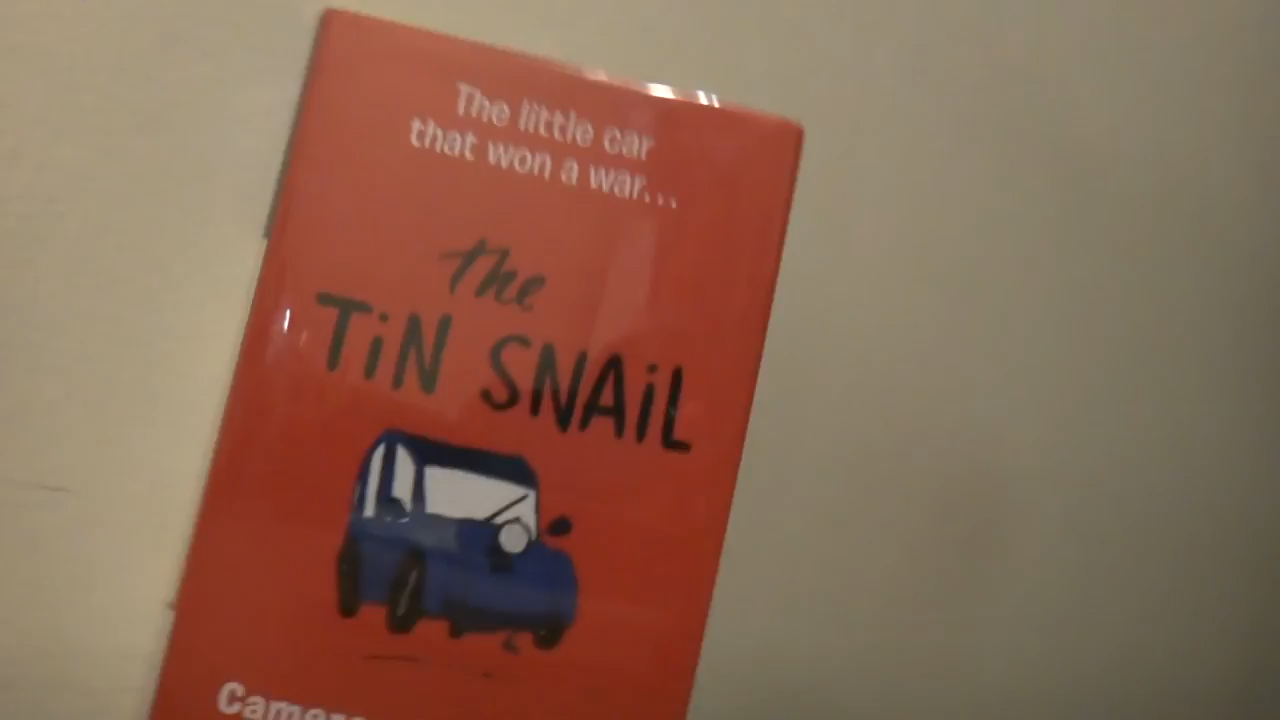 The little car
that won a war...
the
TiN SNAiL